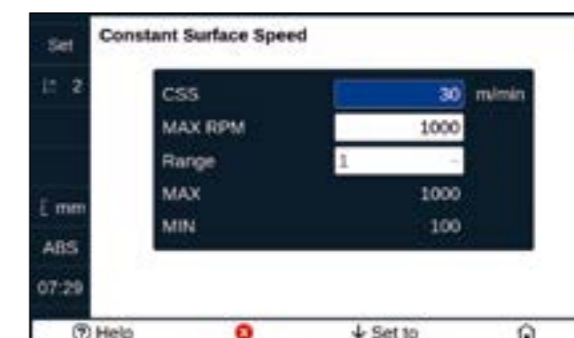 Set
Constant Surface Speed
2
CSS 30 m/min
MAX RPM 1000
Range 1
MAX 1000
MIN 100
mm
ABS
07:29
Help
Set to